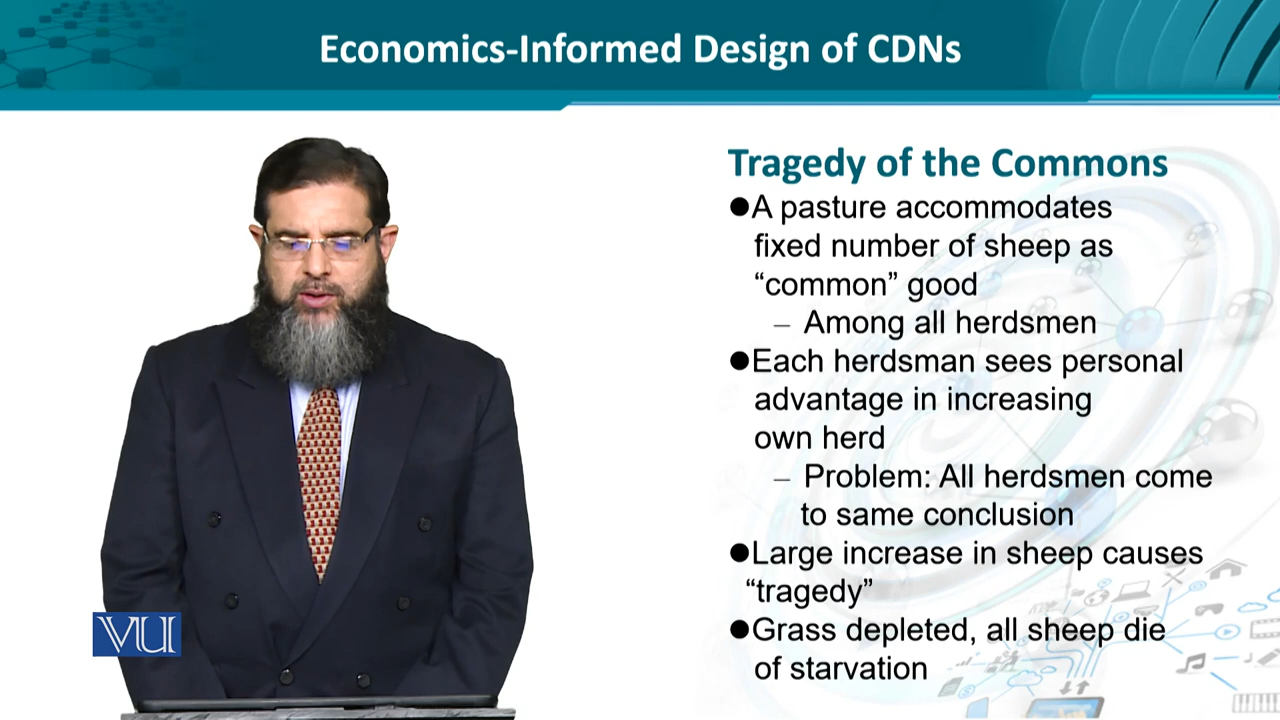 Economics-Informed Design of CDNs
Tragedy of the Commons
●A pasture accommodates
fixed number of sheep as
“common” good
– Among all herdsmen
●Each herdsman sees personal
advantage in increasing
own herd
– Problem: All herdsmen come
to same conclusion
●Large increase in sheep causes
“tragedy”
●Grass depleted, all sheep die
of starvation
VU